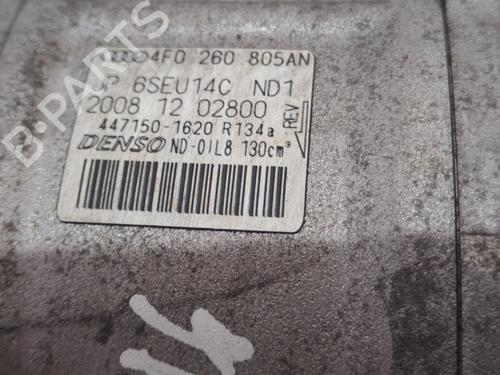 4F0 260 805AN
6SEU14C ND1
2008 12 02800
REV
447150-1620 R134a
DENSO ND-OIL8 130cm³
B-PARTS